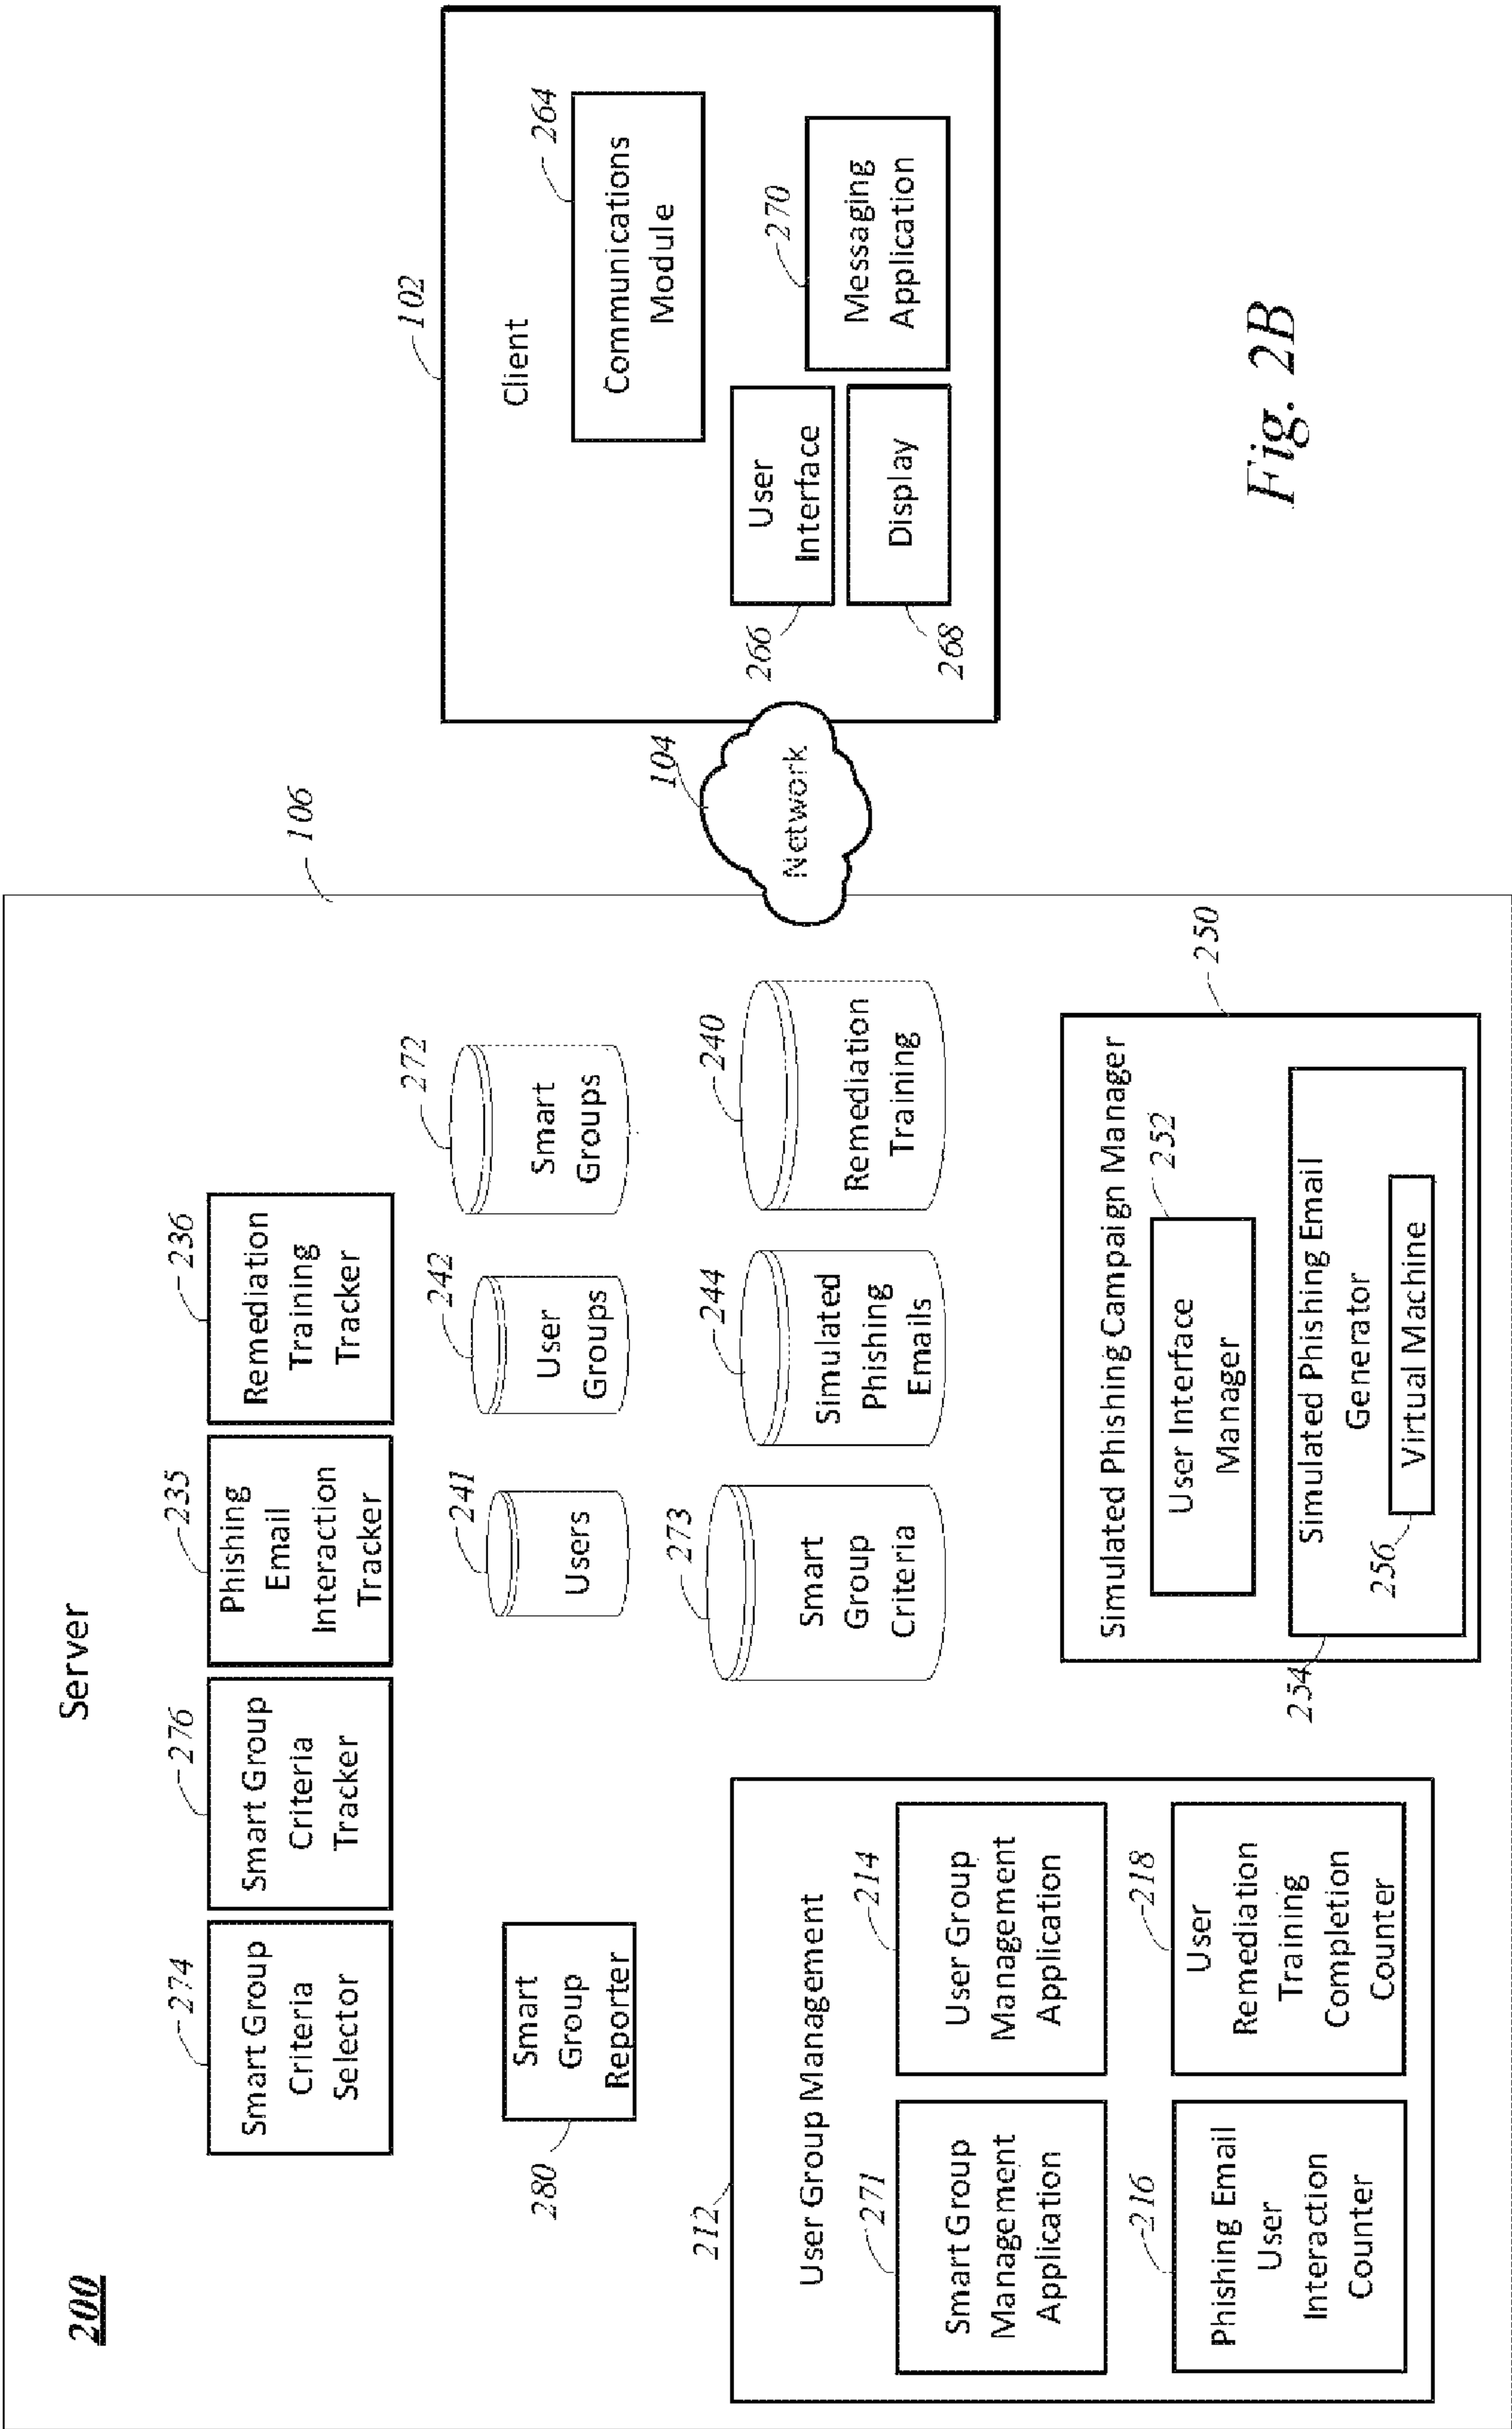 200
Server
106
274
Smart Group
Criteria
Selector
276
Smart Group
Criteria
Tracker
235
Phishing
Email
Interaction
Tracker
236
Remediation
Training
Tracker
280
Smart
Group
Reporter
241
Users
242
User
Groups
272
Smart
Groups
273
Smart
Group
Criteria
244
Simulated
Phishing
Emails
240
Remediation
Training
212
User Group Management
271
Smart Group
Management
Application
214
User Group
Management
Application
216
Phishing Email
User
Interaction
Counter
218
User
Remediation
Training
Completion
Counter
250
Simulated Phishing Campaign Manager
252
User Interface
Manager
254
Simulated Phishing Email
Generator
256
Virtual Machine
104
Network
102
Client
264
Communications
Module
266
User
Interface
268
Display
270
Messaging
Application
Fig. 2B